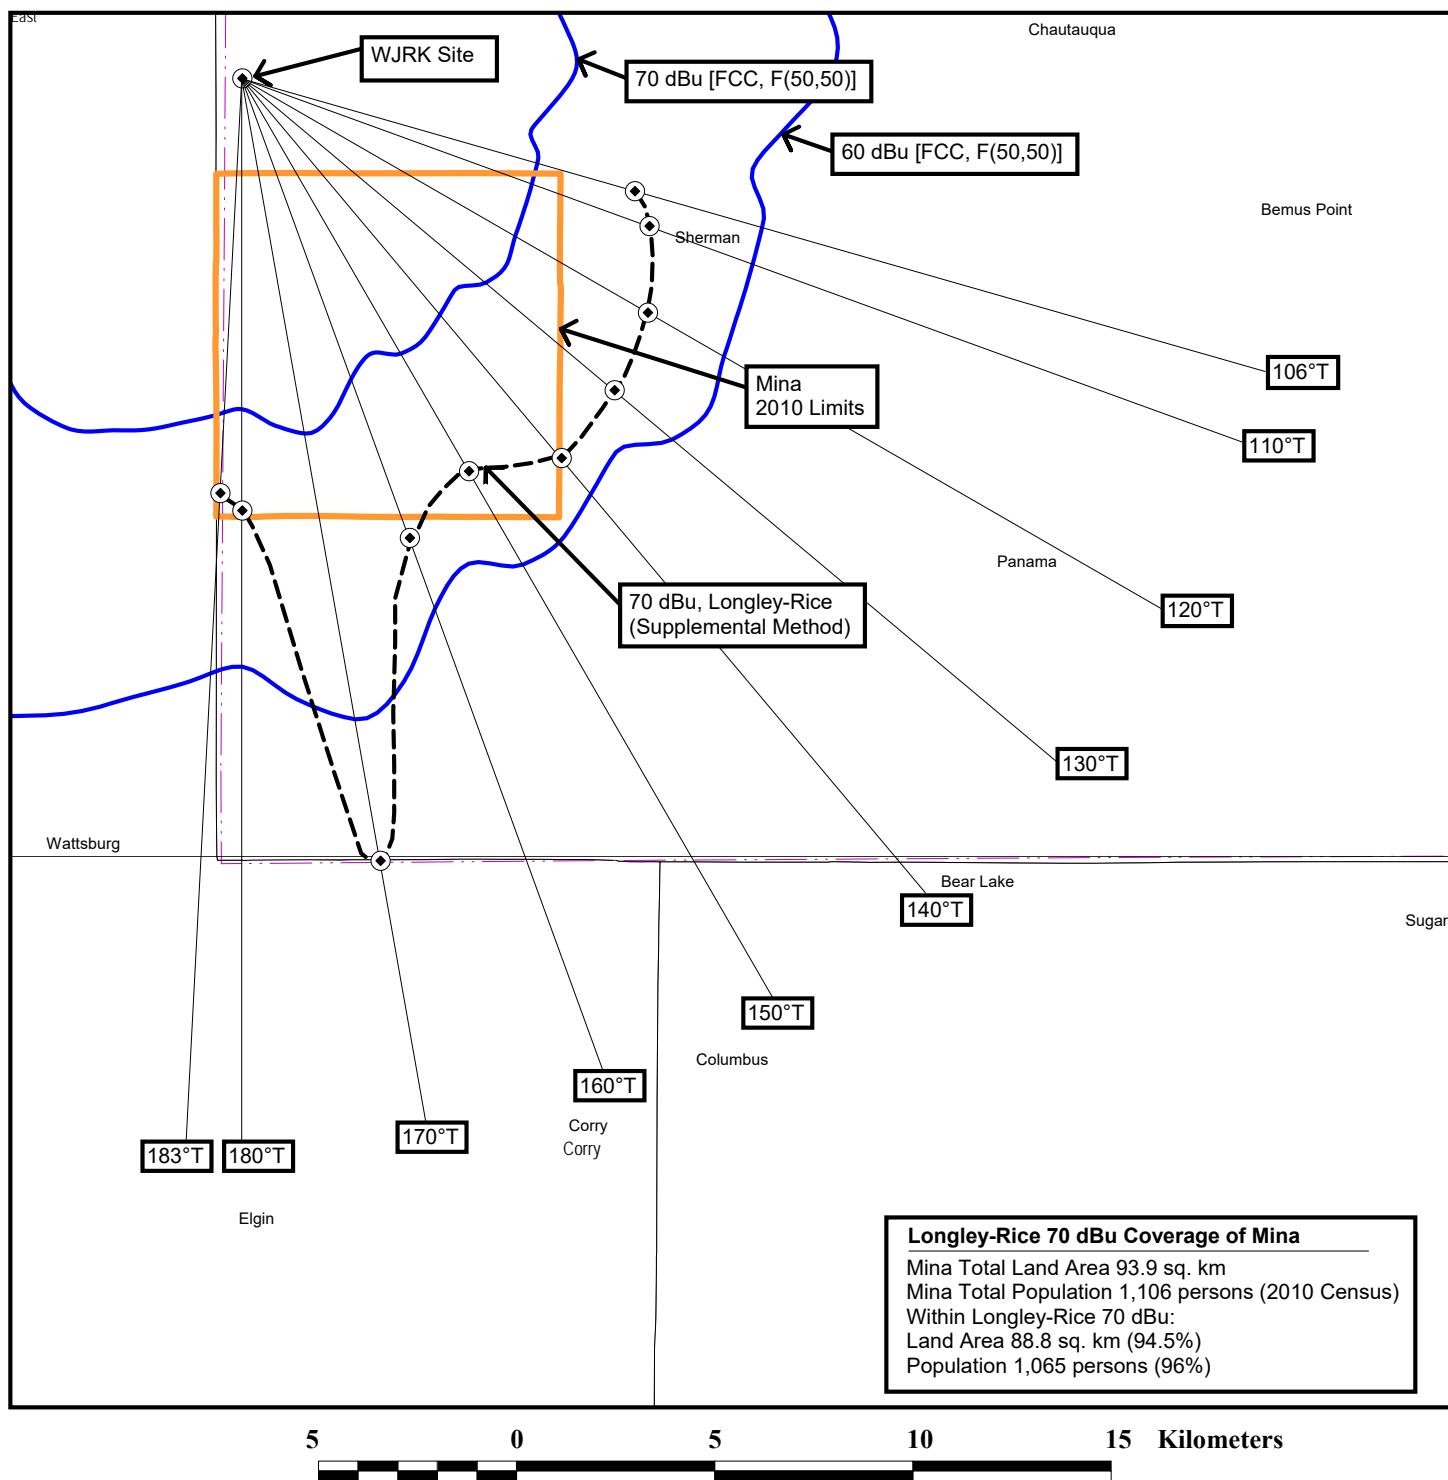 East
Chautauqua
WJRK Site
70 dBu [FCC, F(50,50)]
60 dBu [FCC, F(50,50)]
Bemus Point
Sherman
106°T
Mina
2010 Limits
110°T
Panama
120°T
70 dBu, Longley-Rice
(Supplemental Method)
130°T
Wattsburg
Bear Lake
140°T
Sugar
150°T
Columbus
160°T
Corry
Corry
170°T
183°T
180°T
Elgin
Longley-Rice 70 dBu Coverage of Mina
Mina Total Land Area 93.9 sq. km
Mina Total Population 1,106 persons (2010 Census)
Within Longley-Rice 70 dBu:
Land Area 88.8 sq. km (94.5%)
Population 1,065 persons (96%)
5 0 5 10 15 Kilometers